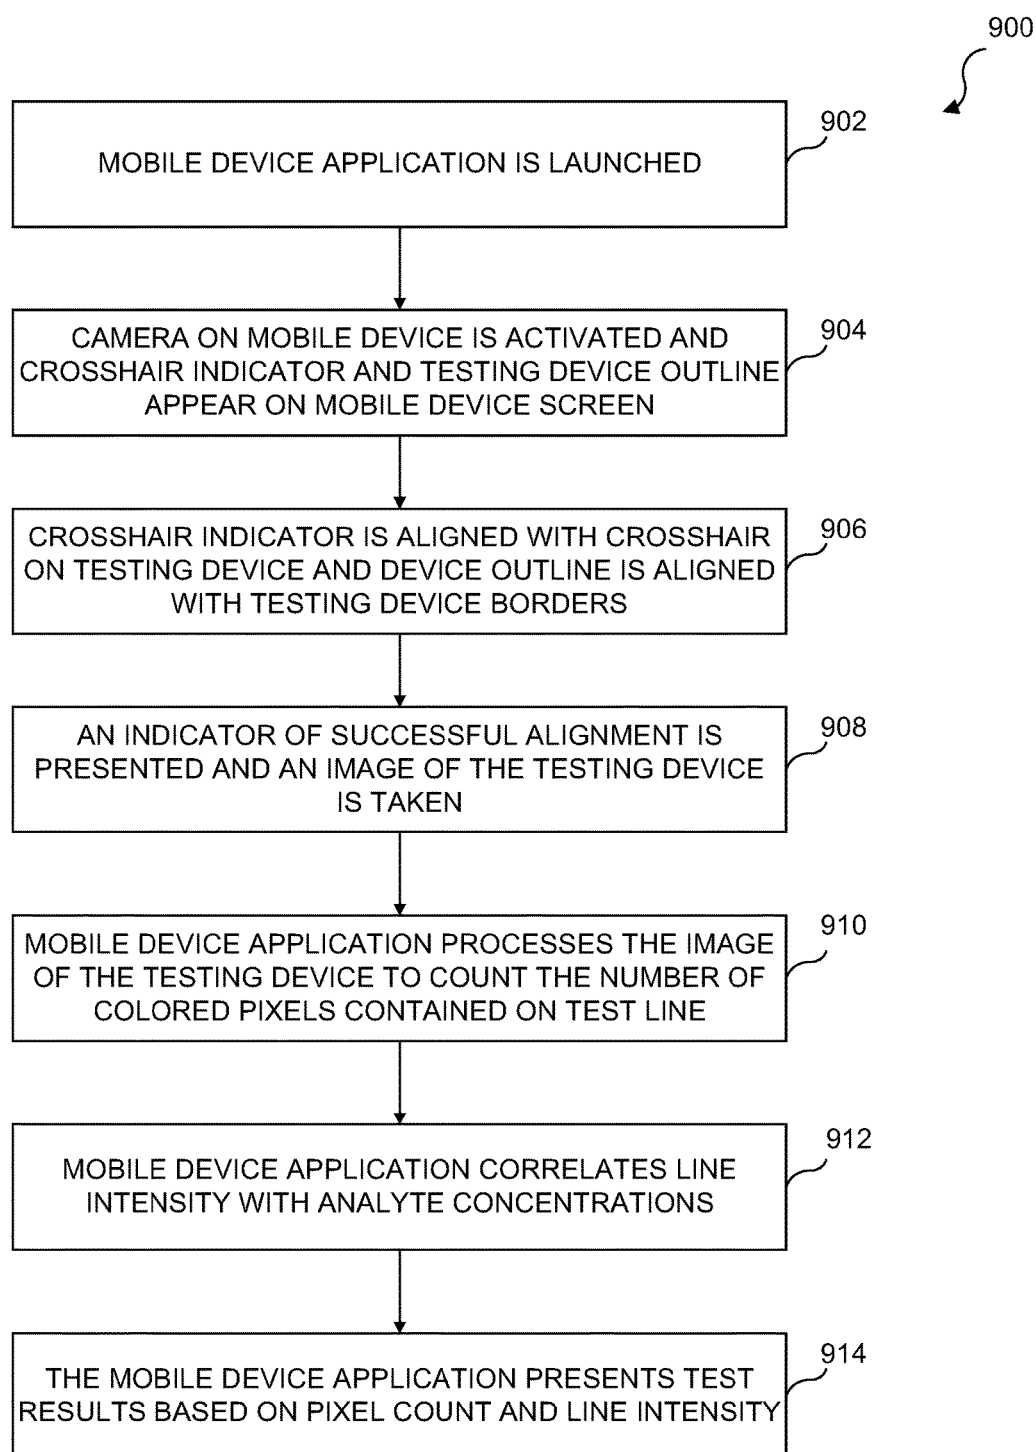 900
902
MOBILE DEVICE APPLICATION IS LAUNCHED
904
CAMERA ON MOBILE DEVICE IS ACTIVATED AND
CROSSHAIR INDICATOR AND TESTING DEVICE OUTLINE
APPEAR ON MOBILE DEVICE SCREEN
906
CROSSHAIR INDICATOR IS ALIGNED WITH CROSSHAIR
ON TESTING DEVICE AND DEVICE OUTLINE IS ALIGNED
WITH TESTING DEVICE BORDERS
908
AN INDICATOR OF SUCCESSFUL ALIGNMENT IS
PRESENTED AND AN IMAGE OF THE TESTING DEVICE
IS TAKEN
910
MOBILE DEVICE APPLICATION PROCESSES THE IMAGE
OF THE TESTING DEVICE TO COUNT THE NUMBER OF
COLORED PIXELS CONTAINED ON TEST LINE
912
MOBILE DEVICE APPLICATION CORRELATES LINE
INTENSITY WITH ANALYTE CONCENTRATIONS
914
THE MOBILE DEVICE APPLICATION PRESENTS TEST
RESULTS BASED ON PIXEL COUNT AND LINE INTENSITY